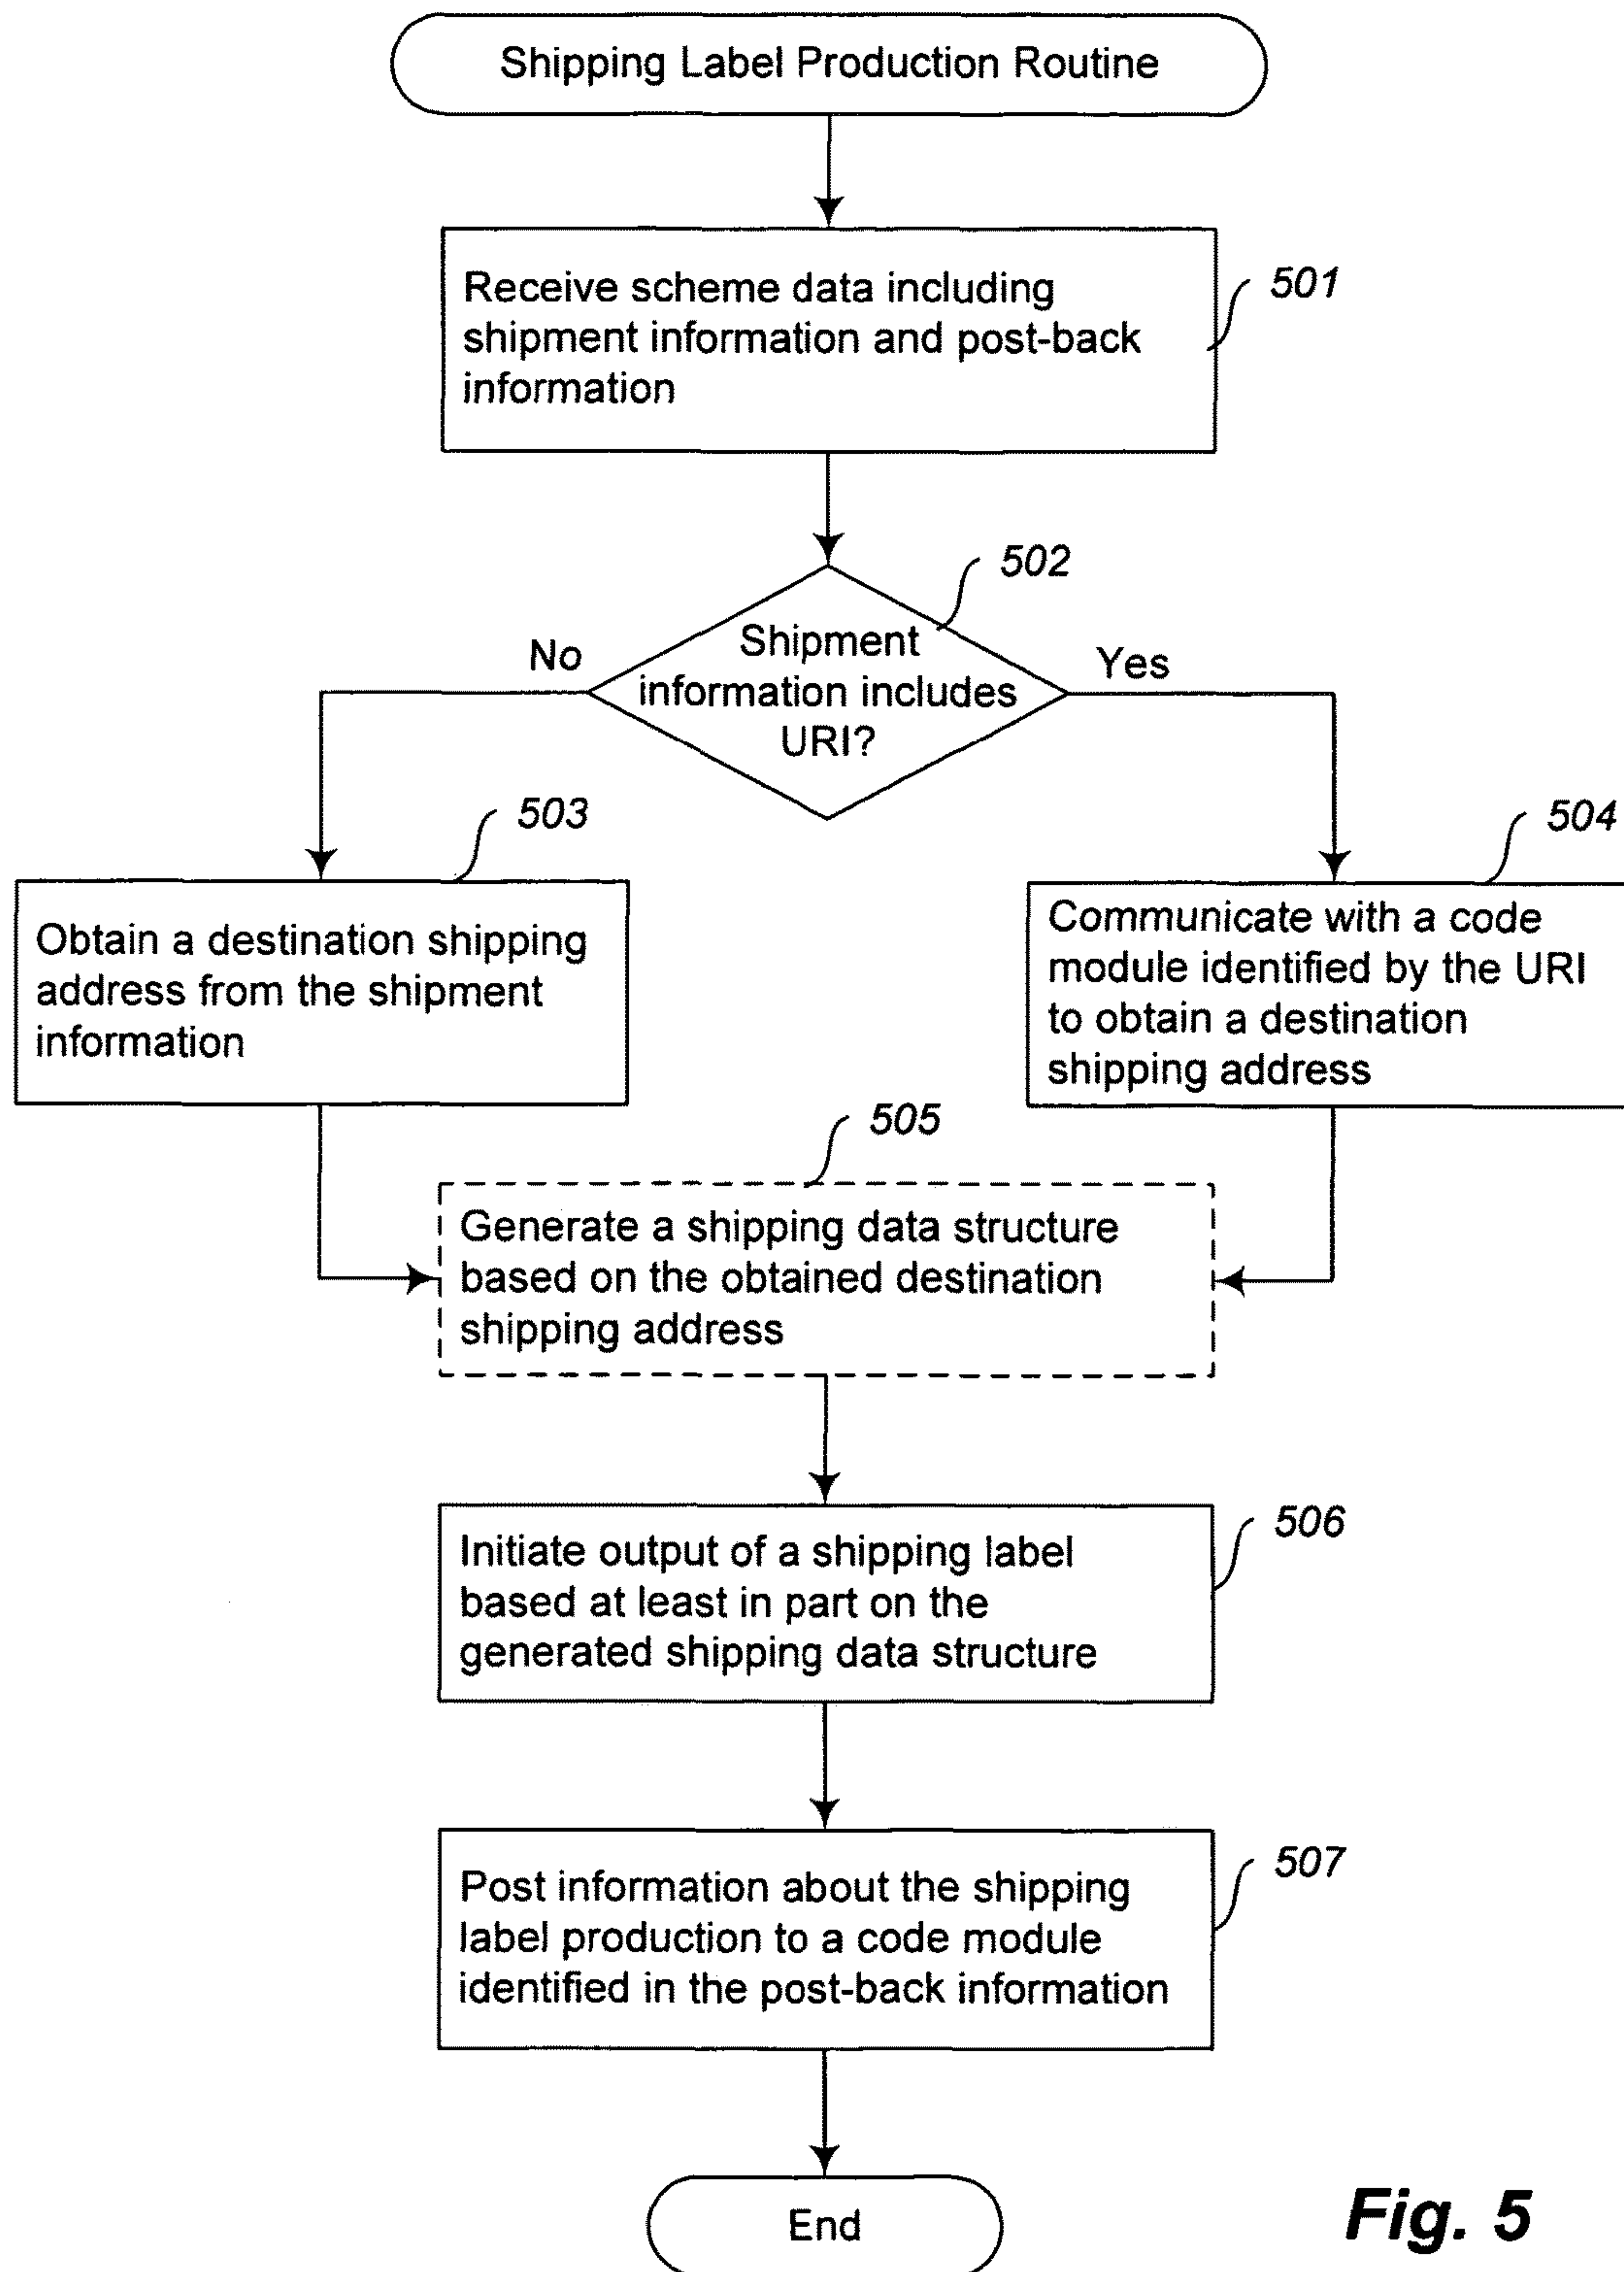 Shipping Label Production Routine
Receive scheme data including
shipment information and post-back
information
501
502
Shipment
information includes
URI?
No
Yes
503
Obtain a destination shipping
address from the shipment
information
504
Communicate with a code
module identified by the URI
to obtain a destination
shipping address
505
Generate a shipping data structure
based on the obtained destination
shipping address
Initiate output of a shipping label
based at least in part on the
generated shipping data structure
506
Post information about the shipping
label production to a code module
identified in the post-back information
507
End
Fig. 5